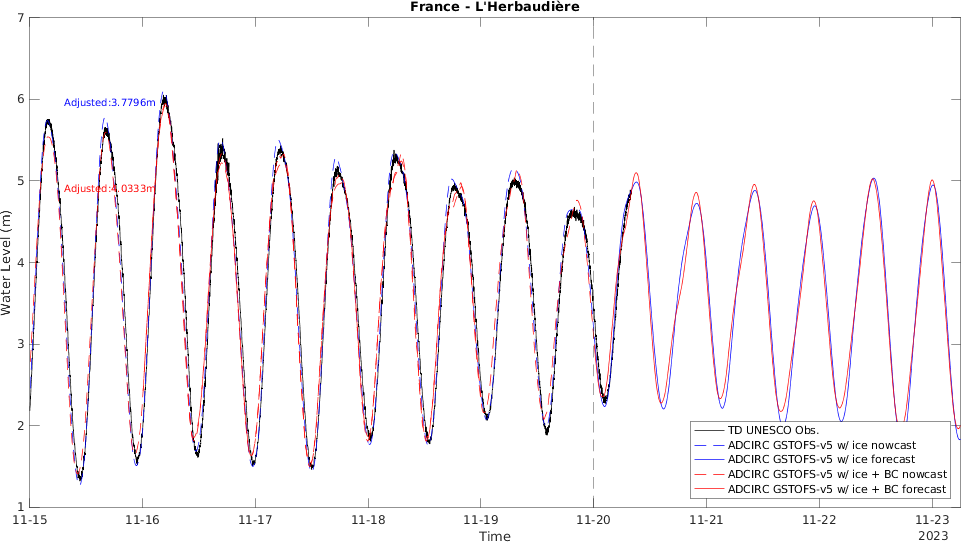 France - L'Herbaudière
7
6
5
4
3
2
1
Water Level (m)
Adjusted:3.7796m
Adjusted:4.0333m
TD UNESCO Obs.
ADCIRC GSTOFS-v5 w/ ice nowcast
ADCIRC GSTOFS-v5 w/ ice forecast
ADCIRC GSTOFS-v5 w/ ice + BC nowcast
ADCIRC GSTOFS-v5 w/ ice + BC forecast
11-15 11-16 11-17 11-18 11-19 11-20 11-21 11-22 11-23
Time
2023